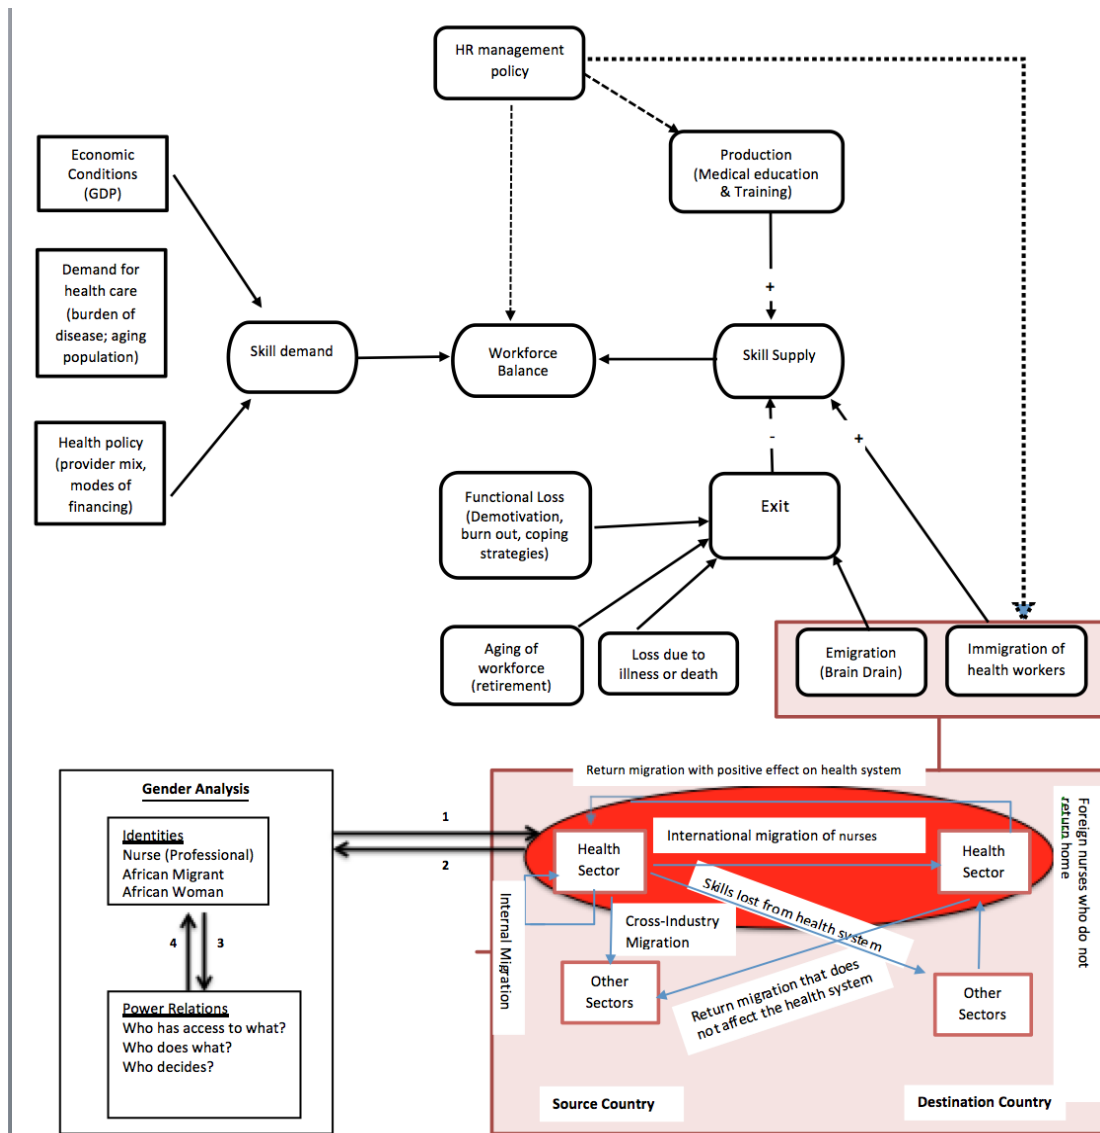 HR management
policy
Economic
Conditions
(GDP)
Production
(Medical education
& Training)
Demand for
health care
(burden of
disease; aging
population)
+
Skill demand
Workforce
Balance
Skill Supply
Health policy
(provider mix,
modes of
financing)
-
+
Functional Loss
(Demotivation,
burn out, coping
strategies)
Exit
Aging of
workforce
(retirement)
Loss due to
illness or death
Emigration
(Brain Drain)
Immigration of
health workers
Gender Analysis
Identities
Nurse (Professional)
African Migrant
African Woman
4
3
Power Relations
Who has access to what?
Who does what?
Who decides?
1
2
Return migration with positive effect on health system
International migration of nurses
Health
Sector
Health
Sector
Foreign nurses who do not
return home
Internal Migration
Skills lost from health system
Cross-Industry
Migration
Other
Sectors
Return migration that does
not affect the health system
Other
Sectors
Source Country
Destination Country